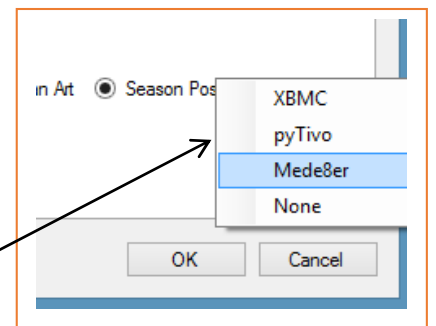 n Art Season Pos
XBMC
pyTivo
Mede8er
None
OK Cancel